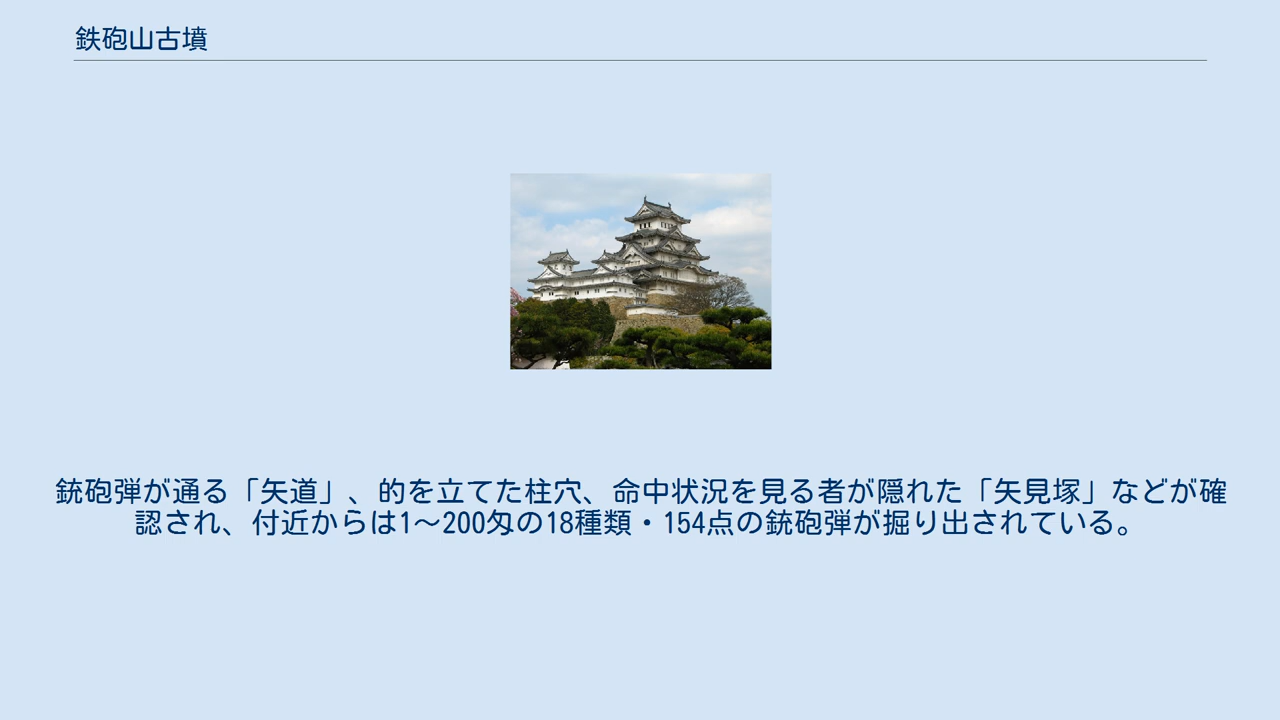 鉄砲山古墳
銃砲弾が通る「矢道」、的を立てた柱穴、命中状況を見る者が隠れた「矢見塚」などが確
認され、付近からは1～200匁の18種類・154点の銃砲弾が掘り出されている。